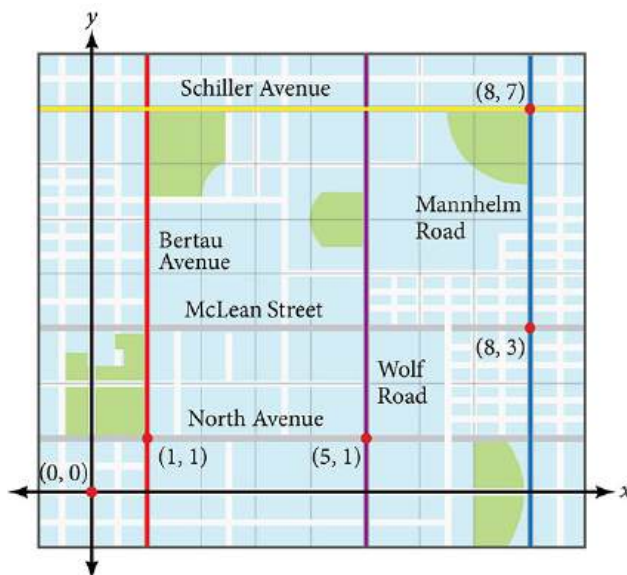 y
Schiller Avenue
(8, 7)
Mannhelm
Road
Bertau
Avenue
McLean Street
(8, 3)
Wolf
Road
North Avenue
(1, 1)
(5, 1)
(0, 0)
x